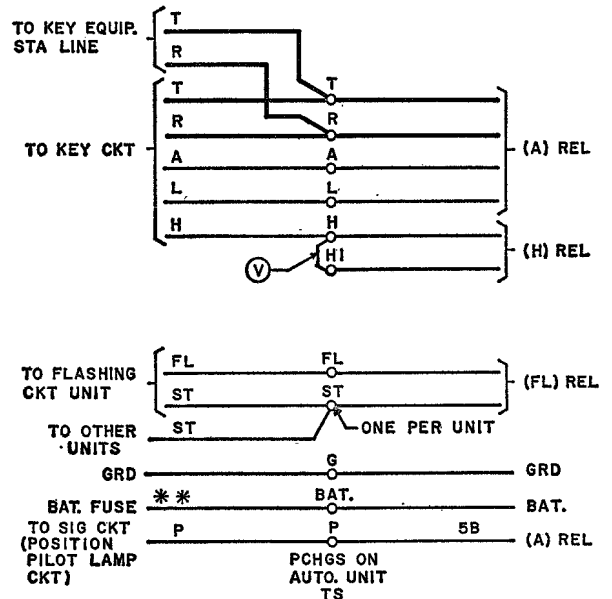 TO KEY EQUIP.
STA LINE
T
R
TO KEY CKT
T
R
A
L
H
T
R
A
L
H
H1
V
(A) REL
(H) REL
TO FLASHING
CKT UNIT
FL
ST
FL
ST
(FL) REL
TO OTHER
UNITS
ST
ONE PER UNIT
GRD
G
GRD
BAT. FUSE
**
BAT.
BAT.
TO SIG CKT
(POSITION
PILOT LAMP
CKT)
P
P
5B
(A) REL
PCHGS ON
AUTO. UNIT
TS